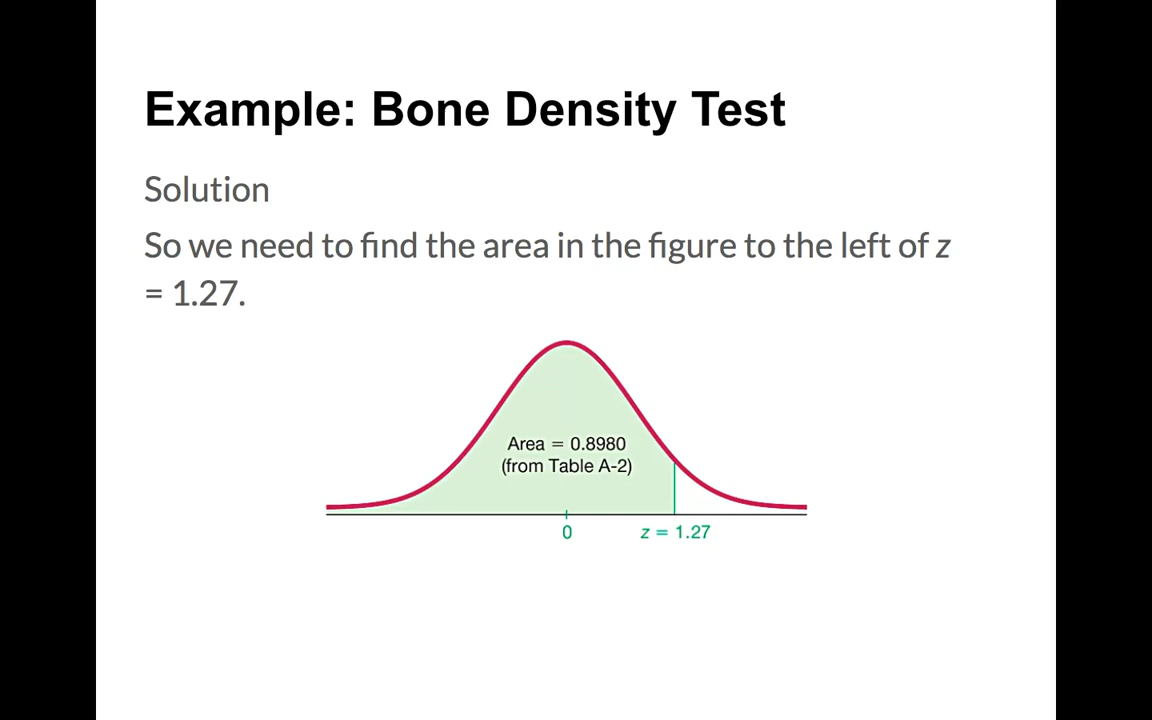 Example: Bone Density Test
Solution
So we need to find the area in the figure to the left of z
= 1.27.
Area = 0.8980
(from Table A-2)
0
z = 1.27